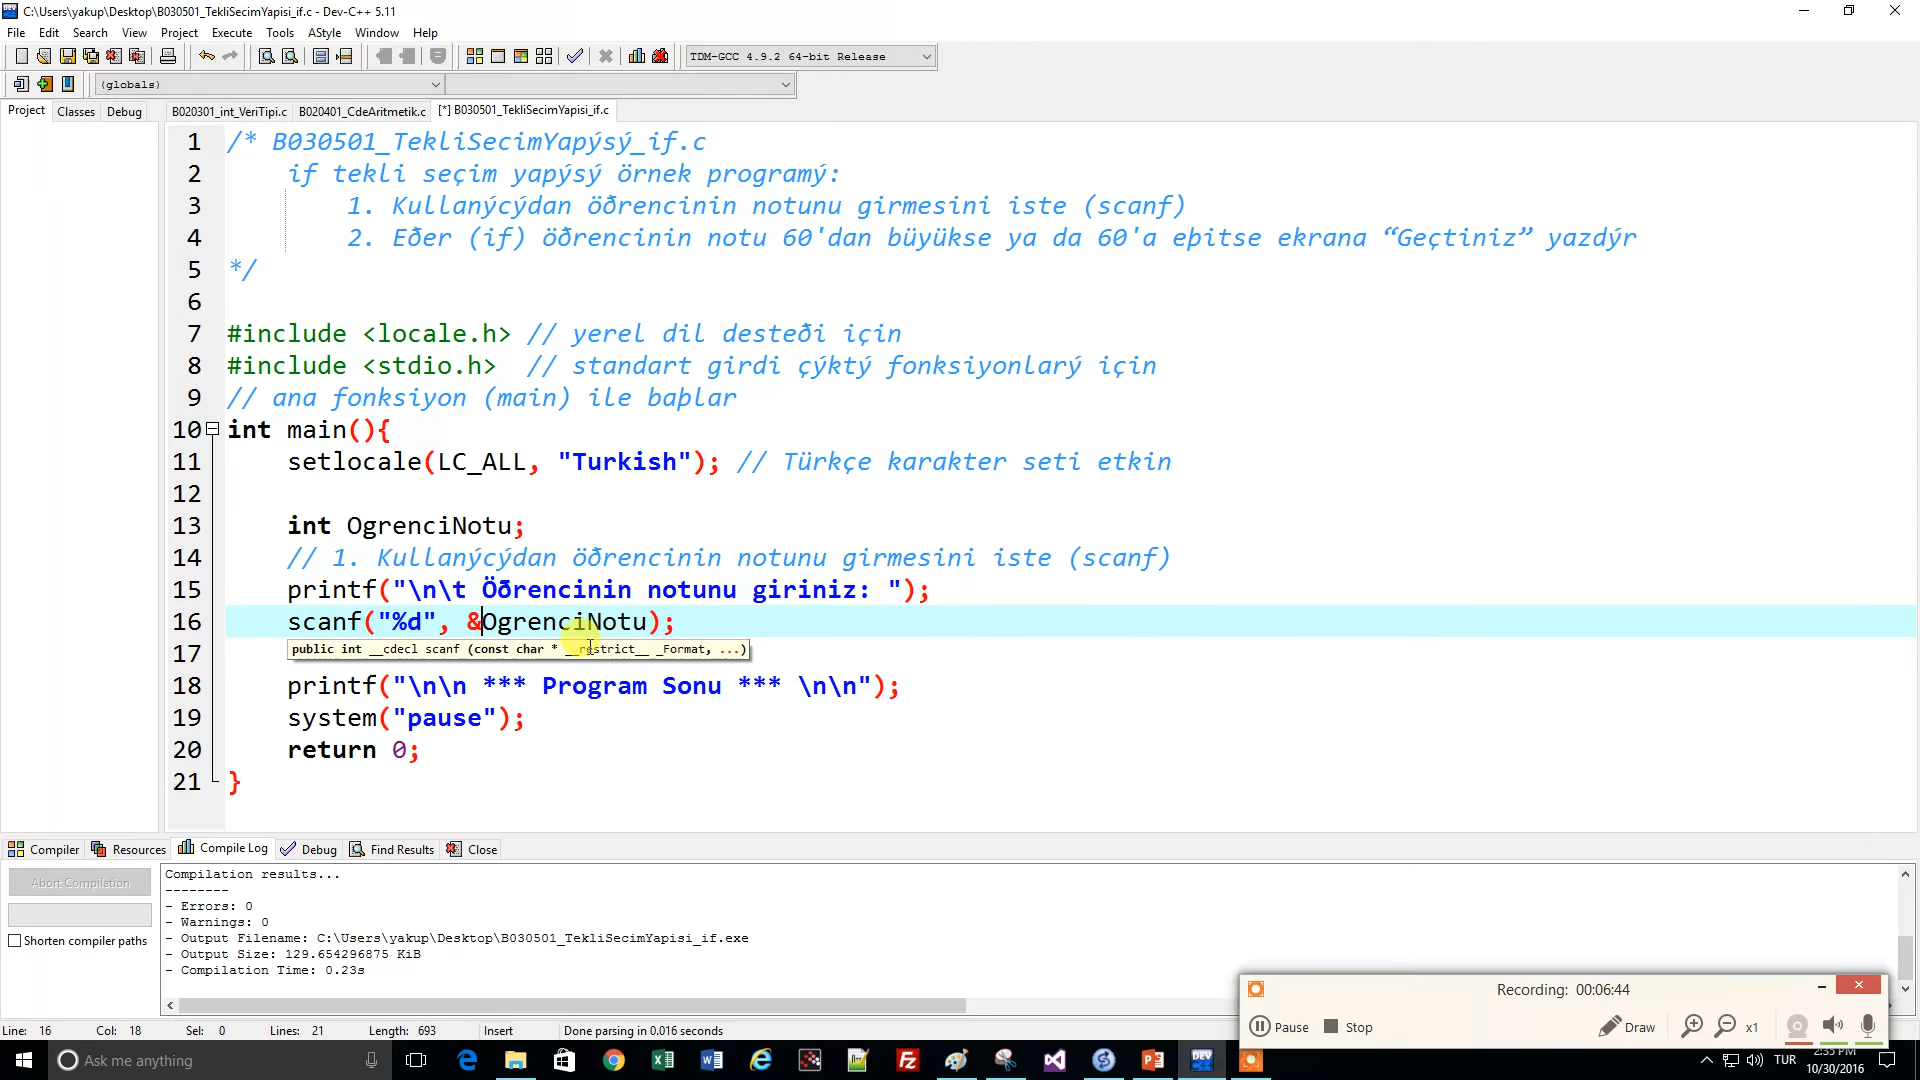 C:\Users\yakup\Desktop\B030501_TekliSecimYapisi_if.c - Dev-C++ 5.11
File Edit Search View Project Execute Tools AStyle Window Help
TDM-GCC 4.9.2 64-bit Release
(globals)
Project Classes Debug B020301_int_VeriTipi.c B020401_CdeAritmetik.c [*] B030501_TekliSecimYapisi_if.c
1 /* B030501_TekliSecimYapýsý_if.c
2 if tekli seçim yapýsý örnek programý:
3 1. Kullanýcýdan öðrencinin notunu girmesini iste (scanf)
4 2. Eðer (if) öðrencinin notu 60'dan büyükse ya da 60'a eþitse ekrana “Geçtiniz” yazdýr
5 */
6
7 #include <locale.h> // yerel dil desteði için
8 #include <stdio.h> // standart girdi çýktý fonksiyonlarý için
9 // ana fonksiyon (main) ile baþlar
10 int main(){
11 setlocale(LC_ALL, "Turkish"); // Türkçe karakter seti etkin
12
13 int OgrenciNotu;
14 // 1. Kullanýcýdan öðrencinin notunu girmesini iste (scanf)
15 printf("\n\t Öðrencinin notunu giriniz: ");
16 scanf("%d", &OgrenciNotu);
17 public int __cdecl scanf (const char * __restrict__ _Format, ...)
18 printf("\n\n *** Program Sonu *** \n\n");
19 system("pause");
20 return 0;
21 }
Compiler Resources Compile Log Debug Find Results Close
Abort Compilation
Shorten compiler paths
Compilation results...
--------
- Errors: 0
- Warnings: 0
- Output Filename: C:\Users\yakup\Desktop\B030501_TekliSecimYapisi_if.exe
- Output Size: 129.654296875 KiB
- Compilation Time: 0.23s
Recording: 00:06:44
Pause Stop Draw x1
Line: 16 Col: 18 Sel: 0 Lines: 21 Length: 693 Insert Done parsing in 0.016 seconds
Ask me anything
TUR
2:35 PM
10/30/2016